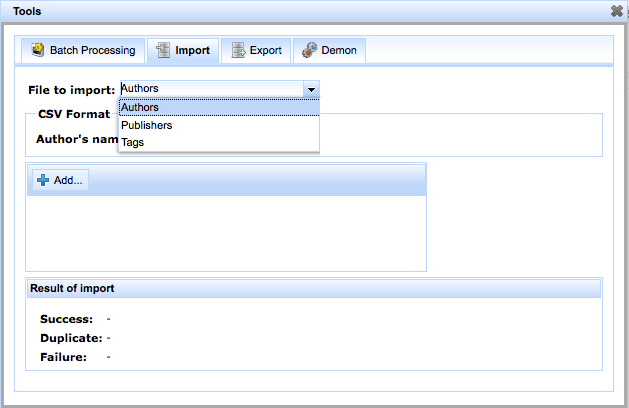 Tools
Batch Processing Import Export Demon
File to import: Authors
Authors
CSV Format
Publishers
Author's nam
Tags
Add...
Result of import
Success: -
Duplicate: -
Failure: -